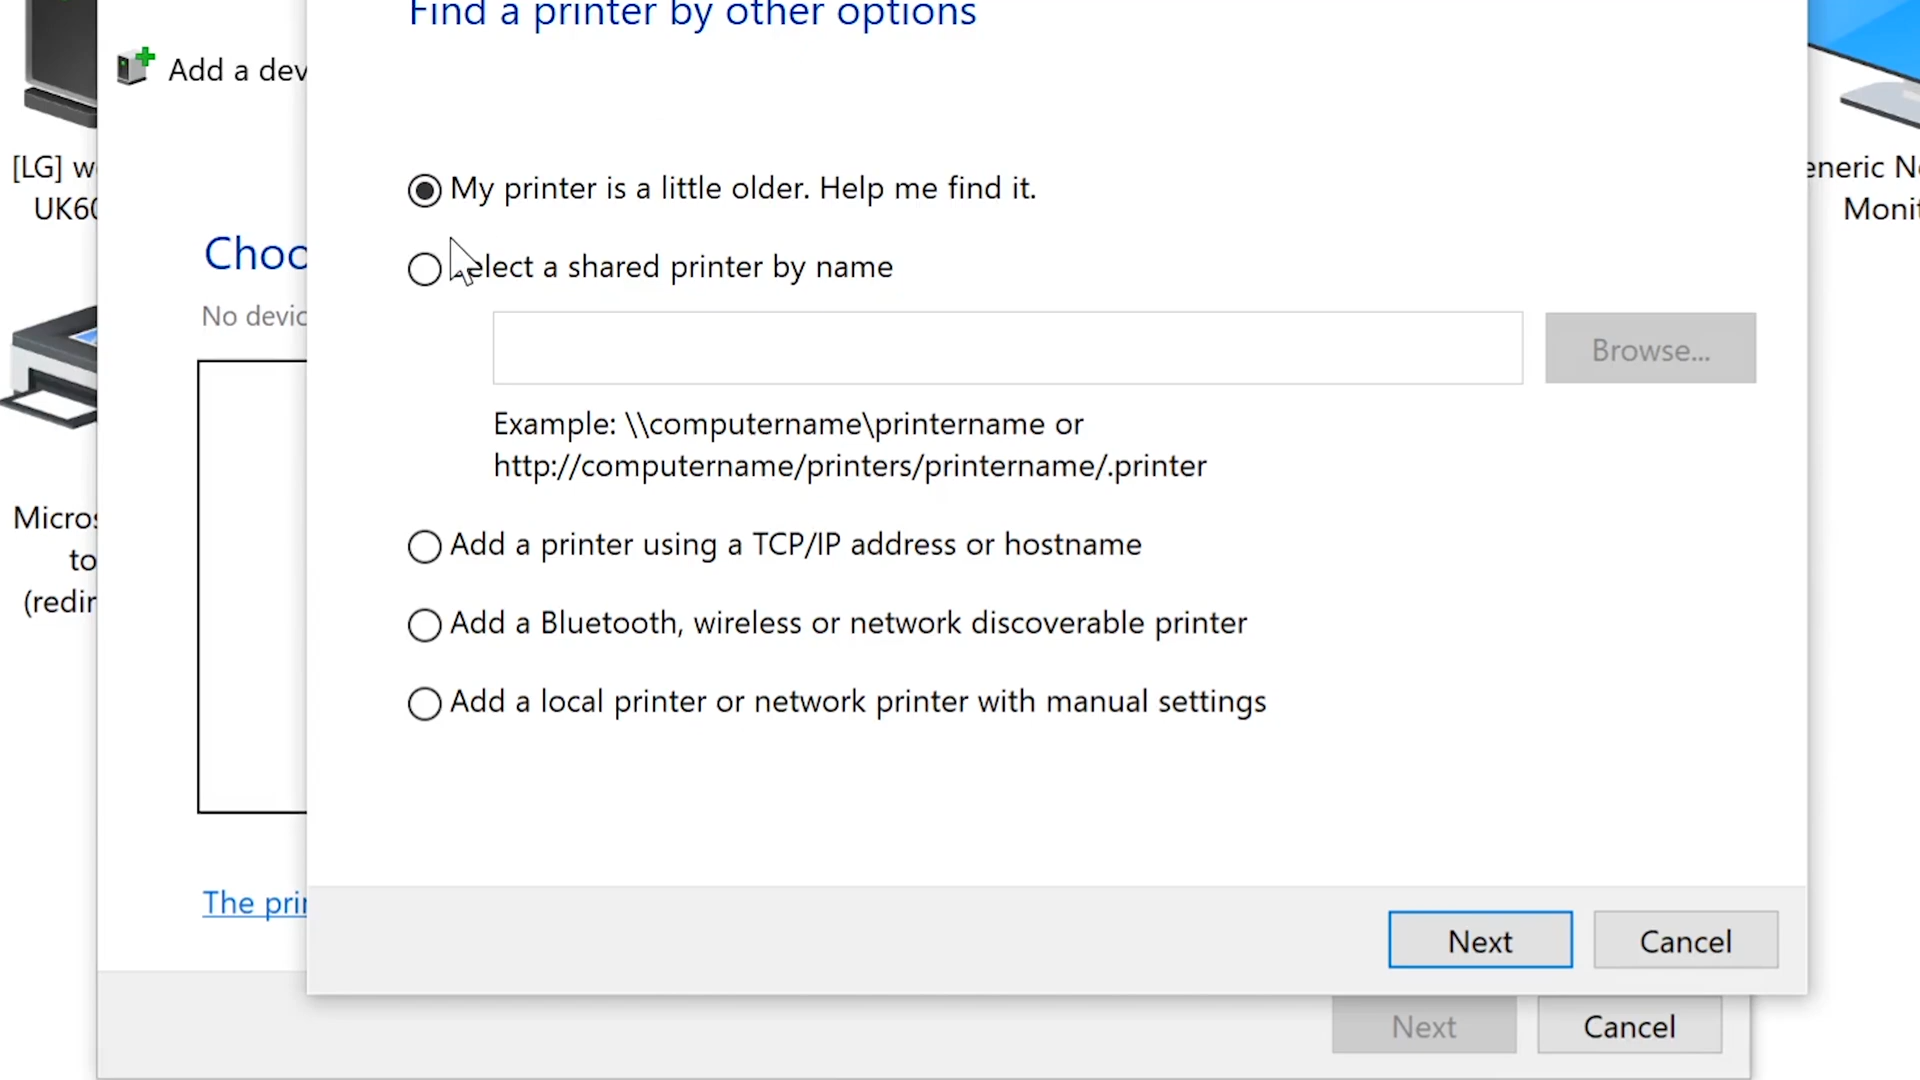 Find a printer by other options
Add a dev
[LG] w
UK60
Choo
No devic
Micros
to
(redir
The prin
My printer is a little older. Help me find it.
elect a shared printer by name
Browse...
Example: \\computername\printername or
http://computername/printers/printername/.printer
Add a printer using a TCP/IP address or hostname
Add a Bluetooth, wireless or network discoverable printer
Add a local printer or network printer with manual settings
Next
Cancel
Next
Cancel
eneric N
Monit